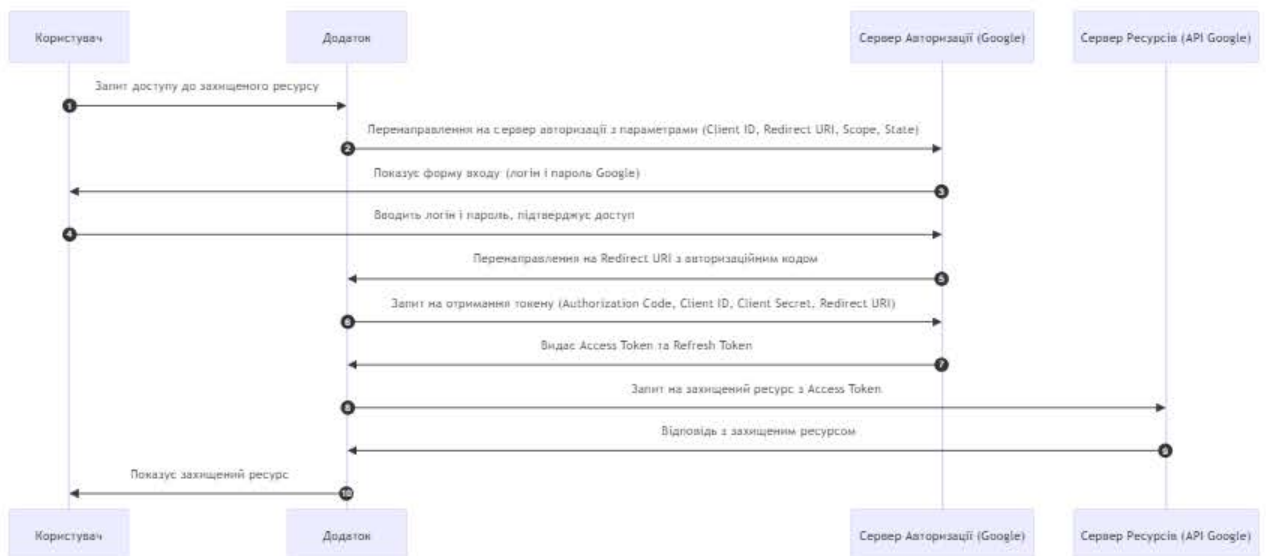 Користувач
Додаток
Сервер Авторизації (Google)
Сервер Ресурсів (API Google)
Запит доступу до захищеного ресурсу
1
Перенаправлення на сервер авторизації з параметрами (Client ID, Redirect URI, Scope, State)
2
Показує форму входу (логін і пароль Google)
3
Вводить логін і пароль, підтверджує доступ
4
Перенаправлення на Redirect URI з авторизаційним кодом
5
Запит на отримання токену (Authorization Code, Client ID, Client Secret, Redirect URI)
6
Видає Access Token та Refresh Token
7
Запит на захищений ресурс з Access Token
8
Відповідь з захищеним ресурсом
9
Показує захищений ресурс
10
Користувач
Додаток
Сервер Авторизації (Google)
Сервер Ресурсів (API Google)